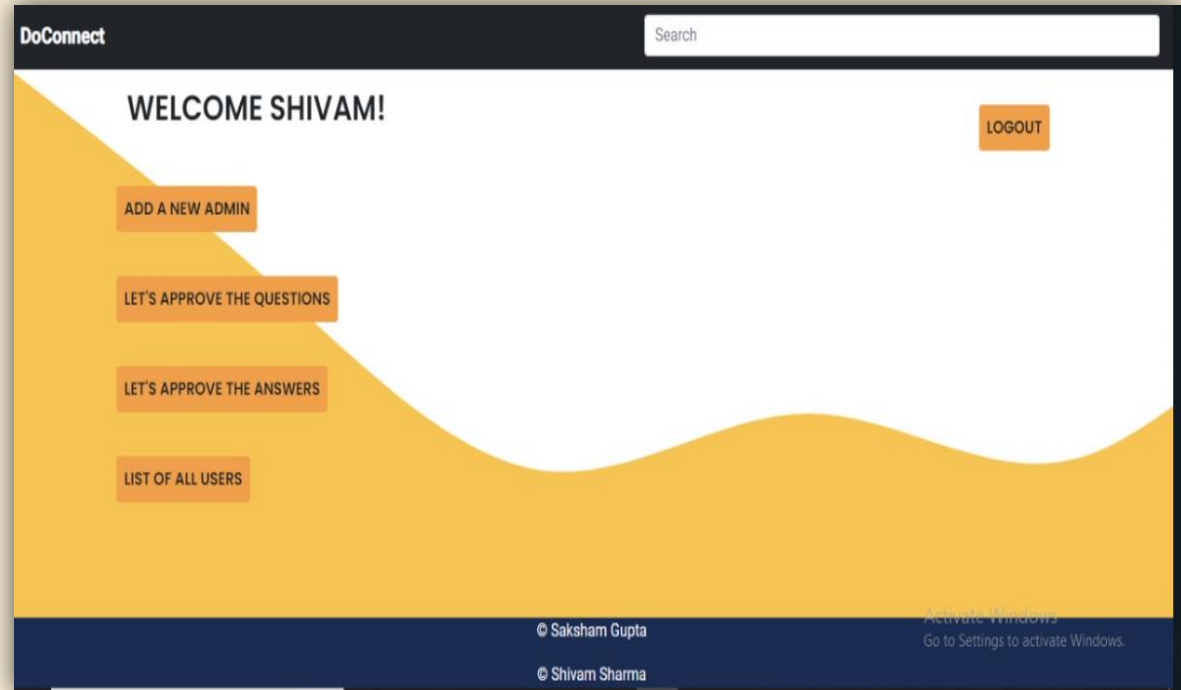 DoConnect
Search
WELCOME SHIVAM!
LOGOUT
ADD A NEW ADMIN
LET'S APPROVE THE QUESTIONS
LET'S APPROVE THE ANSWERS
LIST OF ALL USERS
© Saksham Gupta
© Shivam Sharma
Activate Windows
Go to Settings to activate Windows.